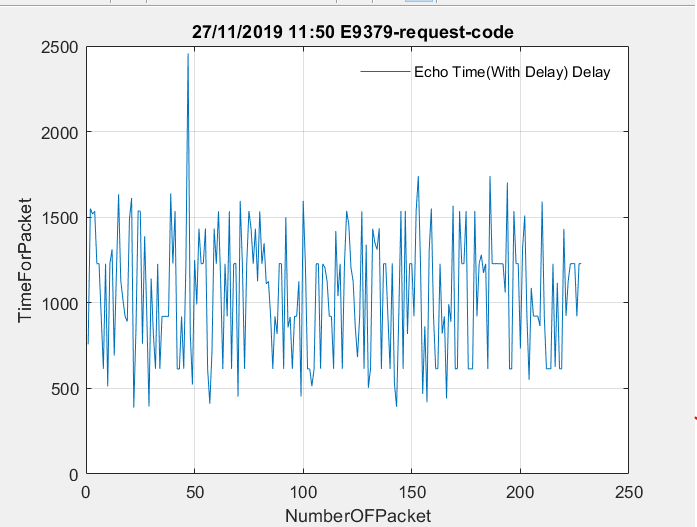 27/11/2019 11:50 E9379-request-code
Echo Time(With Delay) Delay
2500
2000
1500
1000
500
0
TimeForPacket
0 50 100 150 200 250
NumberOFPacket